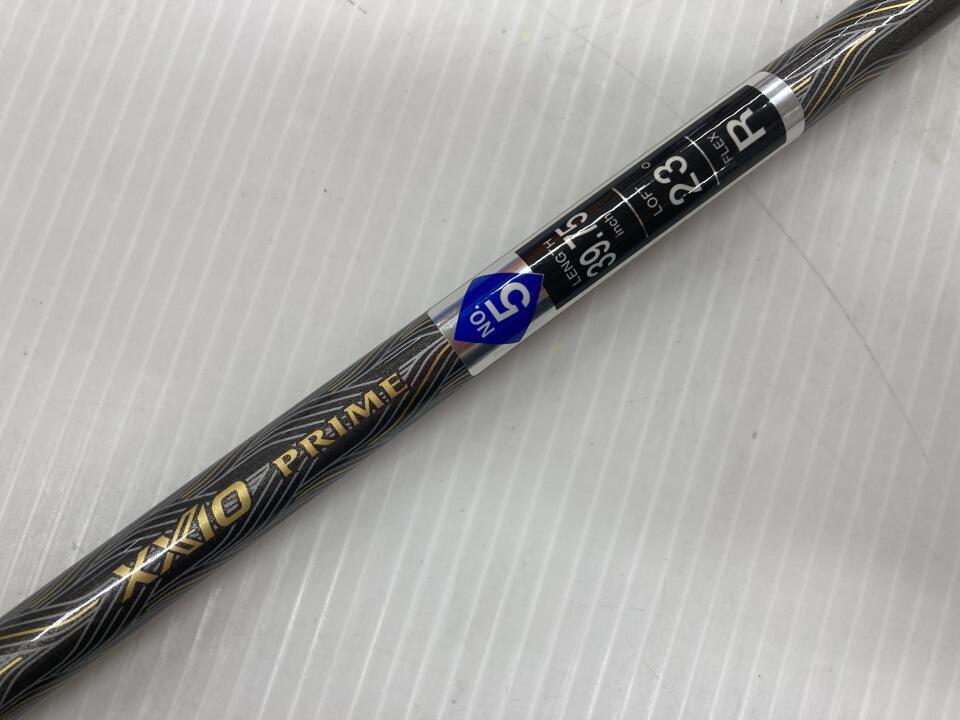 XXIO PRIME
NO.
5
LENGTH
39.75
inch
LOFT
23°
FLEX
R